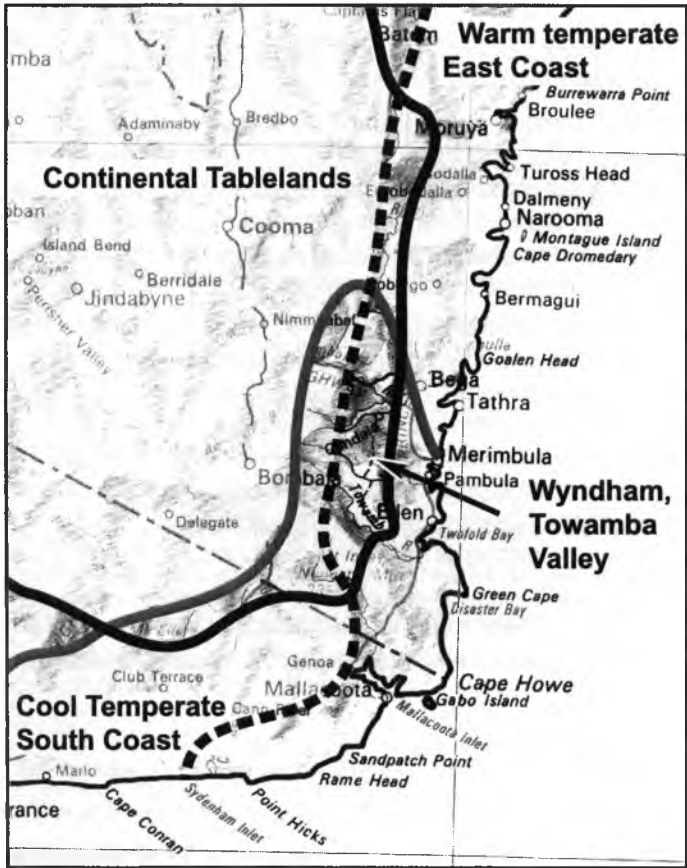 Warm temperate
East Coast
Burrewarra Point
Broulee
Moruya
Adaminaby
Bredbo
Continental Tablelands
Tuross Head
Dalmeny
Narooma
Montague Island
Cape Dromedary
Cooma
Island Bend
Berridale
Jindabyne
Perisher Valley
Bermagui
Goalen Head
Bega
Tathra
Merimbula
Pambula
Wyndham,
Towamba
Valley
Eden
Twofold Bay
Delegate
Green Cape
Disaster Bay
Genoa
Club Terrace
Mallacoota
Cape Howe
Gabo Island
Mallacoota Inlet
Cool Temperate
South Coast
Sandpatch Point
Rame Head
Marlo
Point Hicks
Sydenham Inlet
Cape Conran